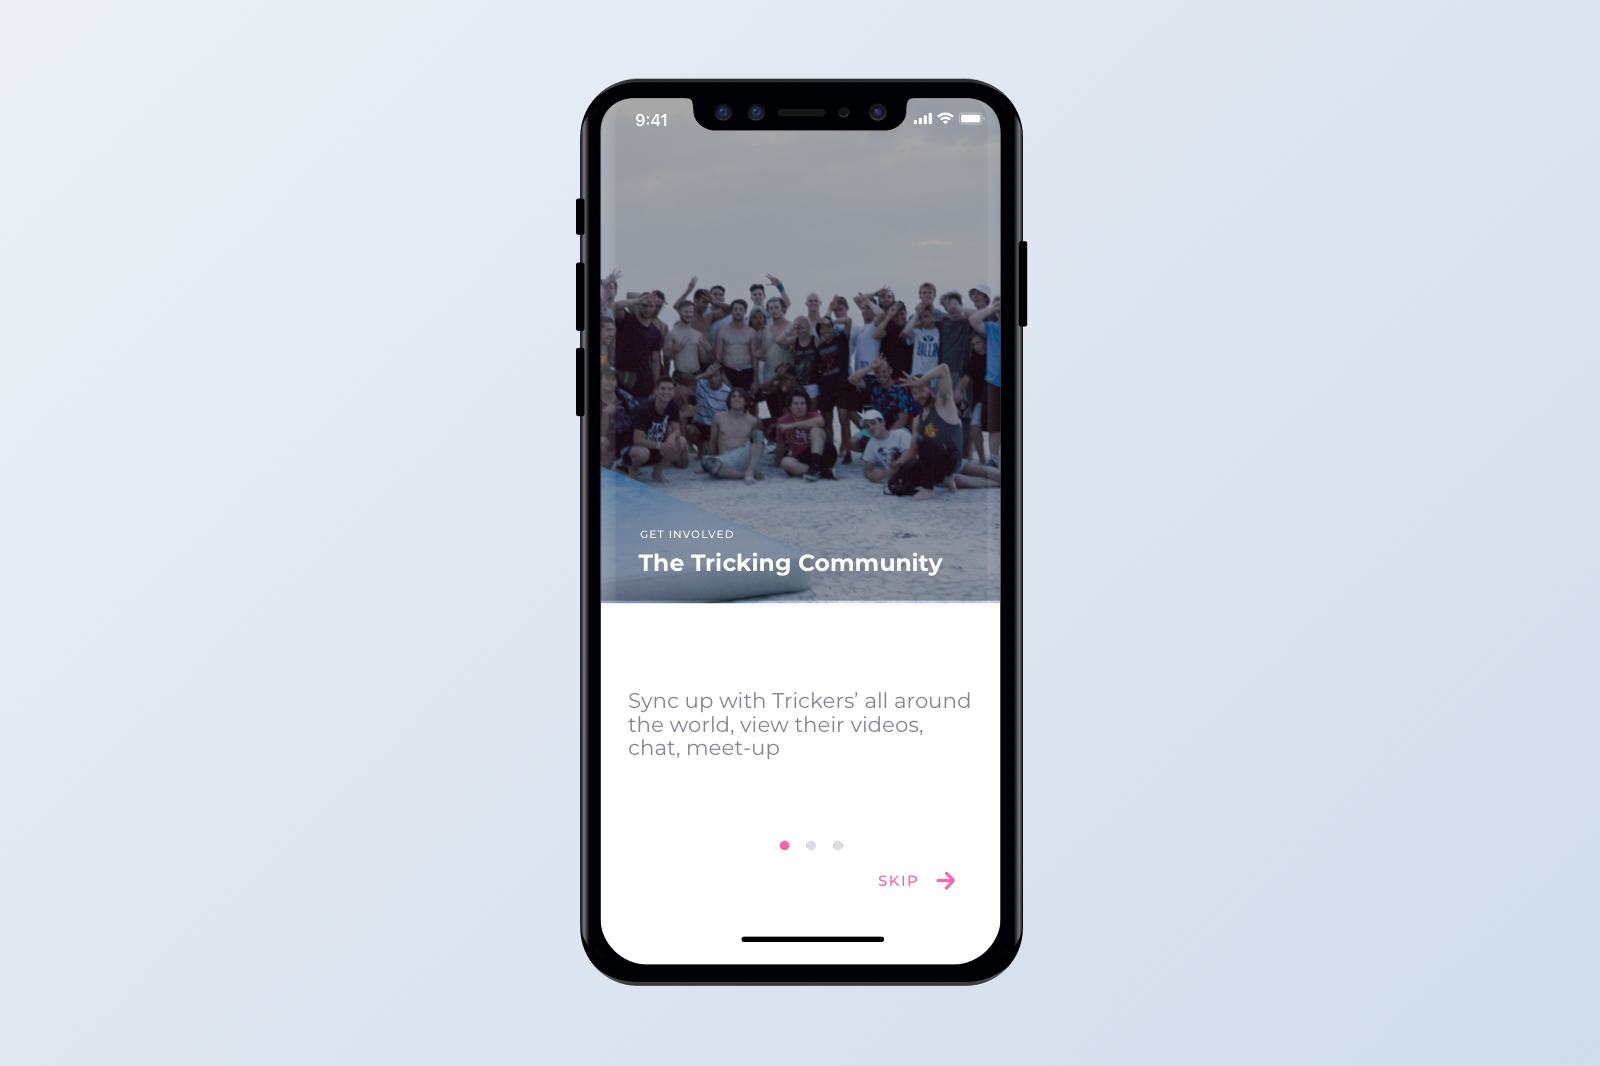 9:41
BALLIN
GET INVOLVED
The Tricking Community
Sync up with Trickers’ all around
the world, view their videos,
chat, meet-up
SKIP